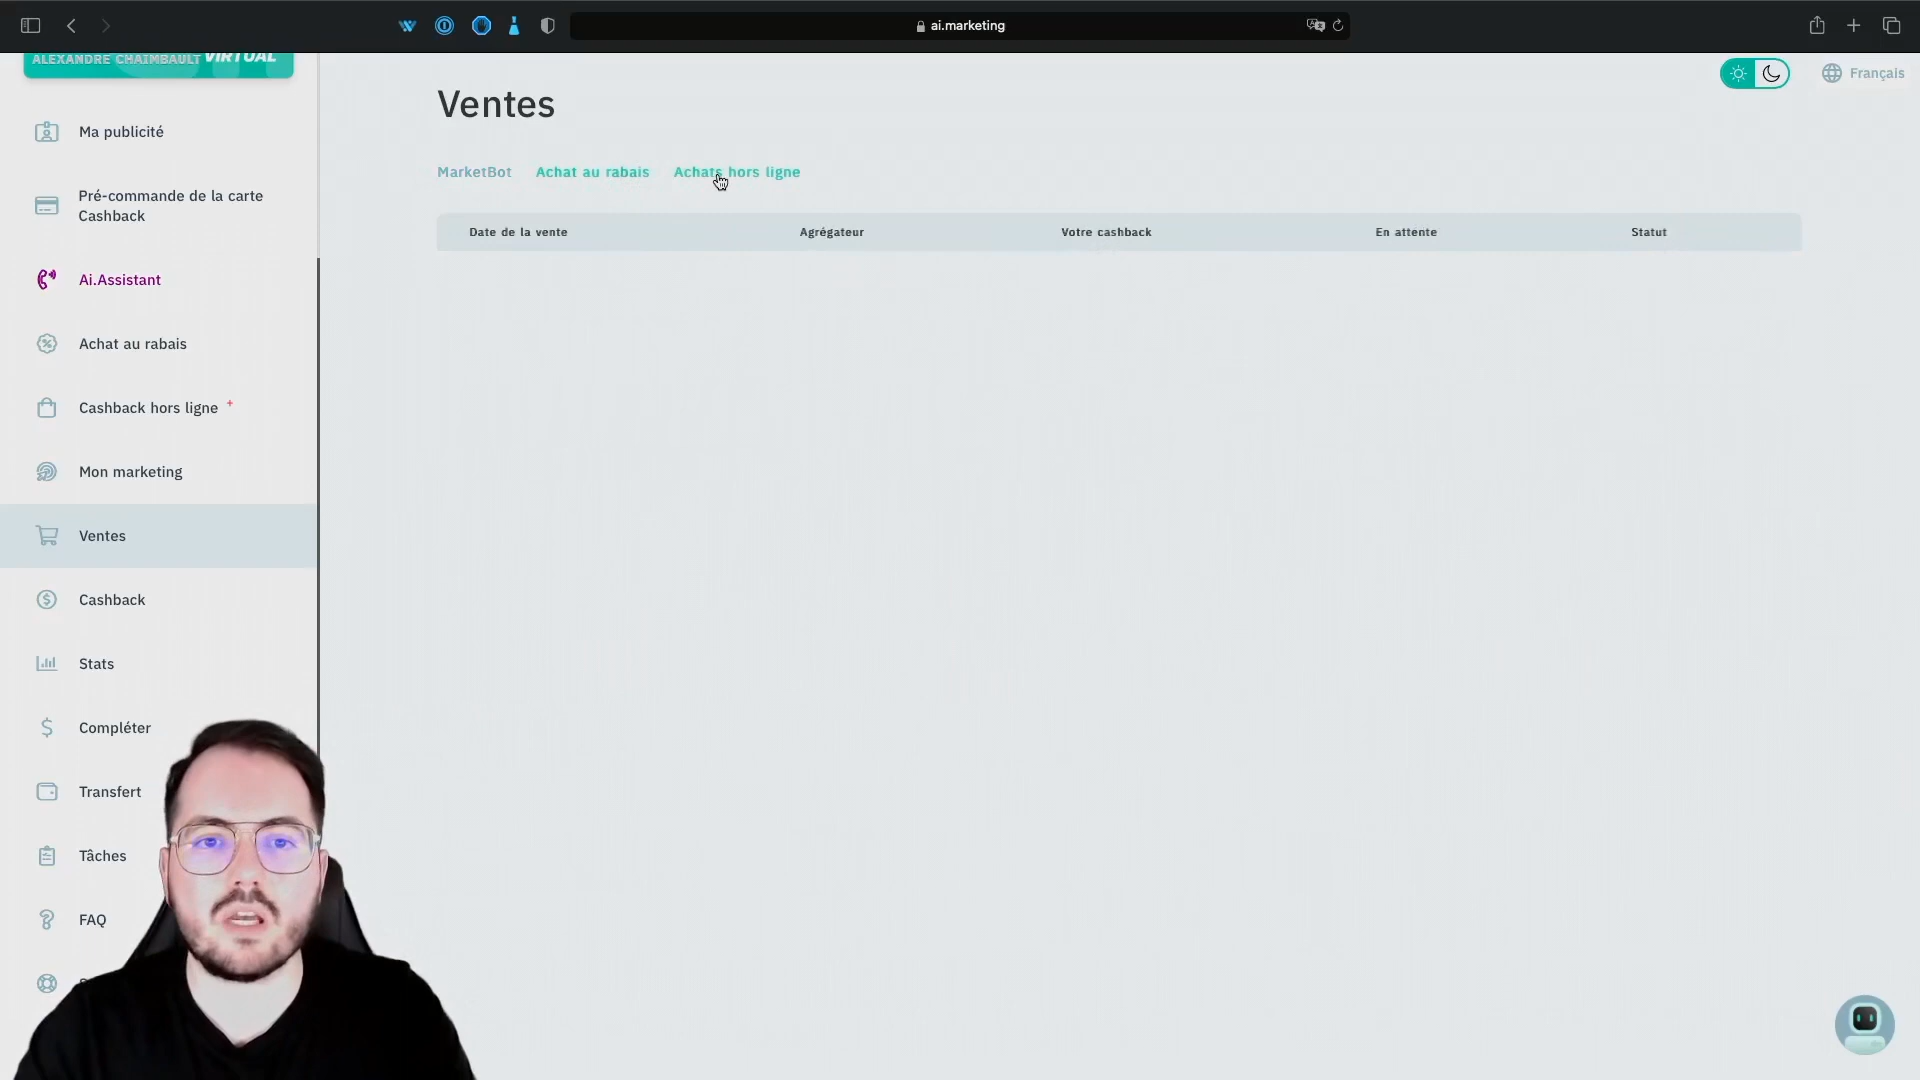 ai.marketing
ALEXANDRE CHAIMBAULT VIRTUAL
Français
Ventes
MarketBot Achat au rabais Achats hors ligne
Date de la vente Agrégateur Votre cashback En attente Statut
Ma publicité
Pré-commande de la carte
Cashback
Ai.Assistant
Achat au rabais
Cashback hors ligne +
Mon marketing
Ventes
Cashback
Stats
Compléter
Transfert
Tâches
FAQ